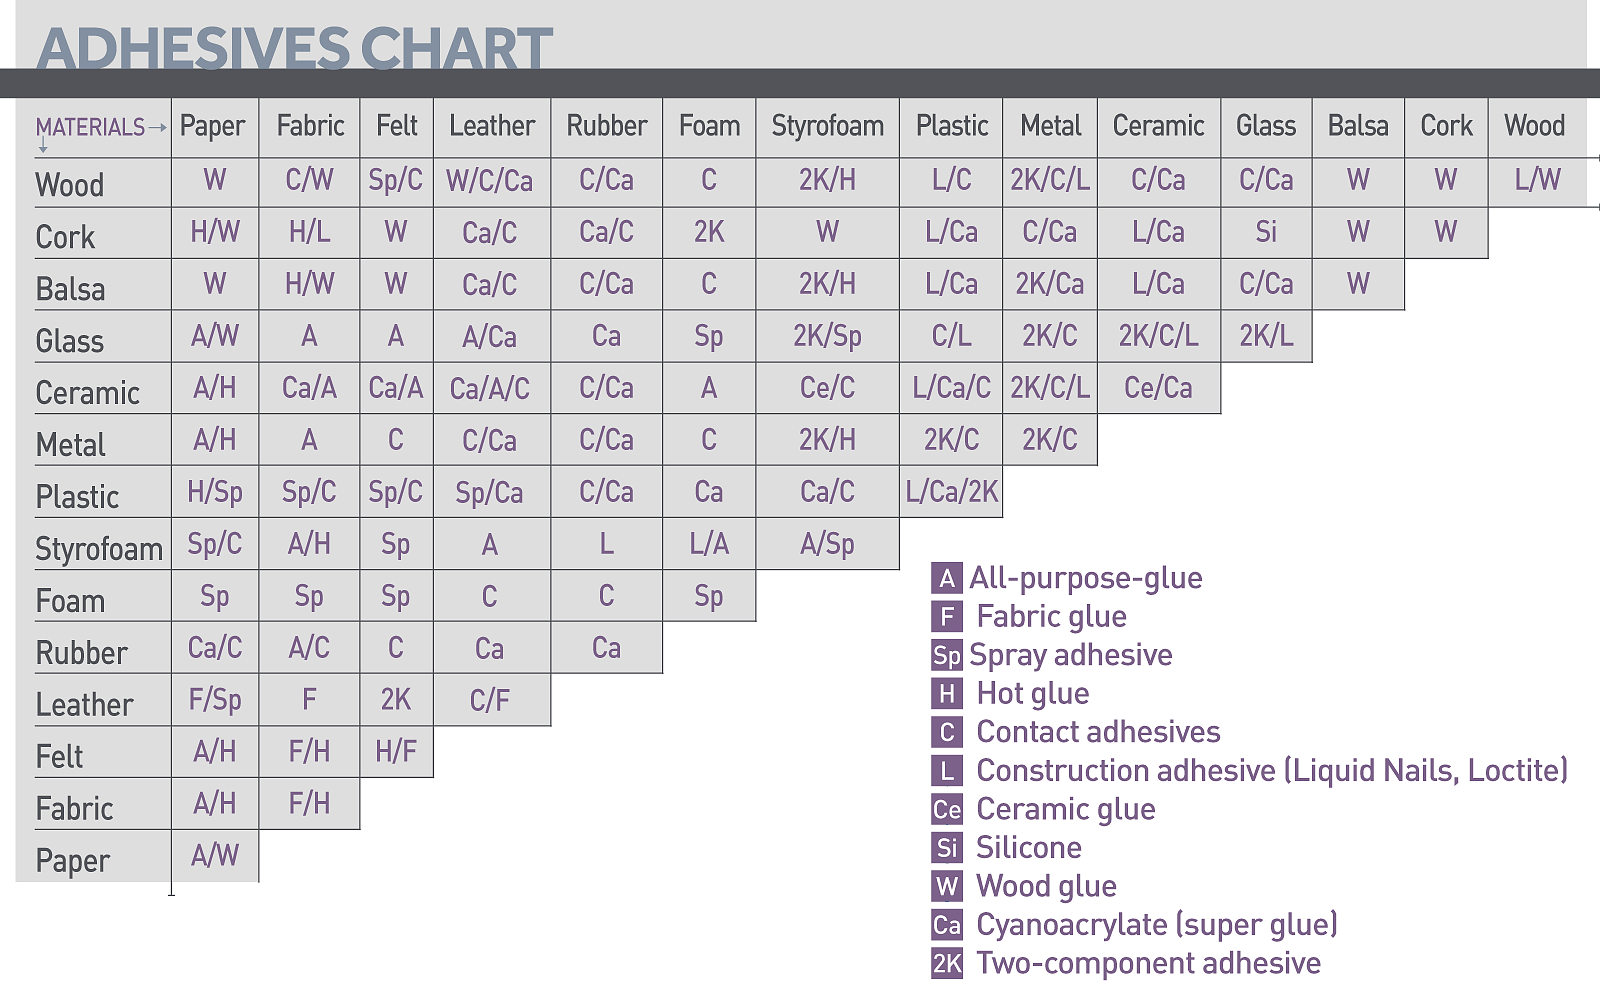 ADHESIVES CHART
MATERIALS→ Paper Fabric Felt Leather Rubber Foam Styrofoam Plastic Metal Ceramic Glass Balsa Cork Wood
Wood W C/W Sp/C W/C/Ca C/Ca C 2K/H L/C 2K/C/L C/Ca C/Ca W W L/W
Cork H/W H/L W Ca/C Ca/C 2K W L/Ca C/Ca L/Ca Si W W
Balsa W H/W W Ca/C C/Ca C 2K/H L/Ca 2K/Ca L/Ca C/Ca W
Glass A/W A A A/Ca Ca Sp 2K/Sp C/L 2K/C 2K/C/L 2K/L
Ceramic A/H Ca/A Ca/A Ca/A/C C/Ca A Ce/C L/Ca/C 2K/C/L Ce/Ca
Metal A/H A C C/Ca C/Ca C 2K/H 2K/C 2K/C
Plastic H/Sp Sp/C Sp/C Sp/Ca C/Ca Ca Ca/C L/Ca/2K
Styrofoam Sp/C A/H Sp A L L/A A/Sp
Foam Sp Sp Sp C C Sp
Rubber Ca/C A/C C Ca Ca
Leather F/Sp F 2K C/F
Felt A/H F/H H/F
Fabric A/H F/H
Paper A/W
A All-purpose-glue
F Fabric glue
Sp Spray adhesive
H Hot glue
C Contact adhesives
L Construction adhesive (Liquid Nails, Loctite)
Ce Ceramic glue
Si Silicone
W Wood glue
Ca Cyanoacrylate (super glue)
2K Two-component adhesive